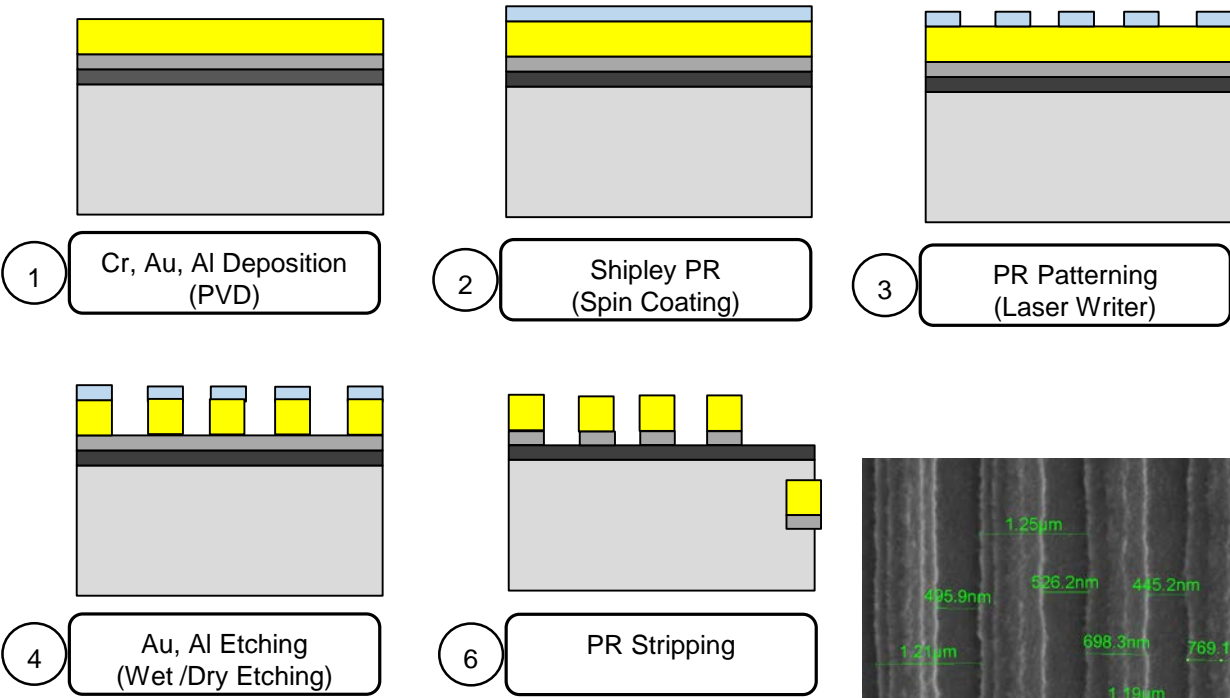 1
Cr, Au, Al Deposition
(PVD)
2
Shipley PR
(Spin Coating)
3
PR Patterning
(Laser Writer)
4
Au, Al Etching
(Wet /Dry Etching)
6
PR Stripping
1.25μm
526.2nm
445.2nm
495.9nm
1.21μm
698.3nm
769.1
1.19μm